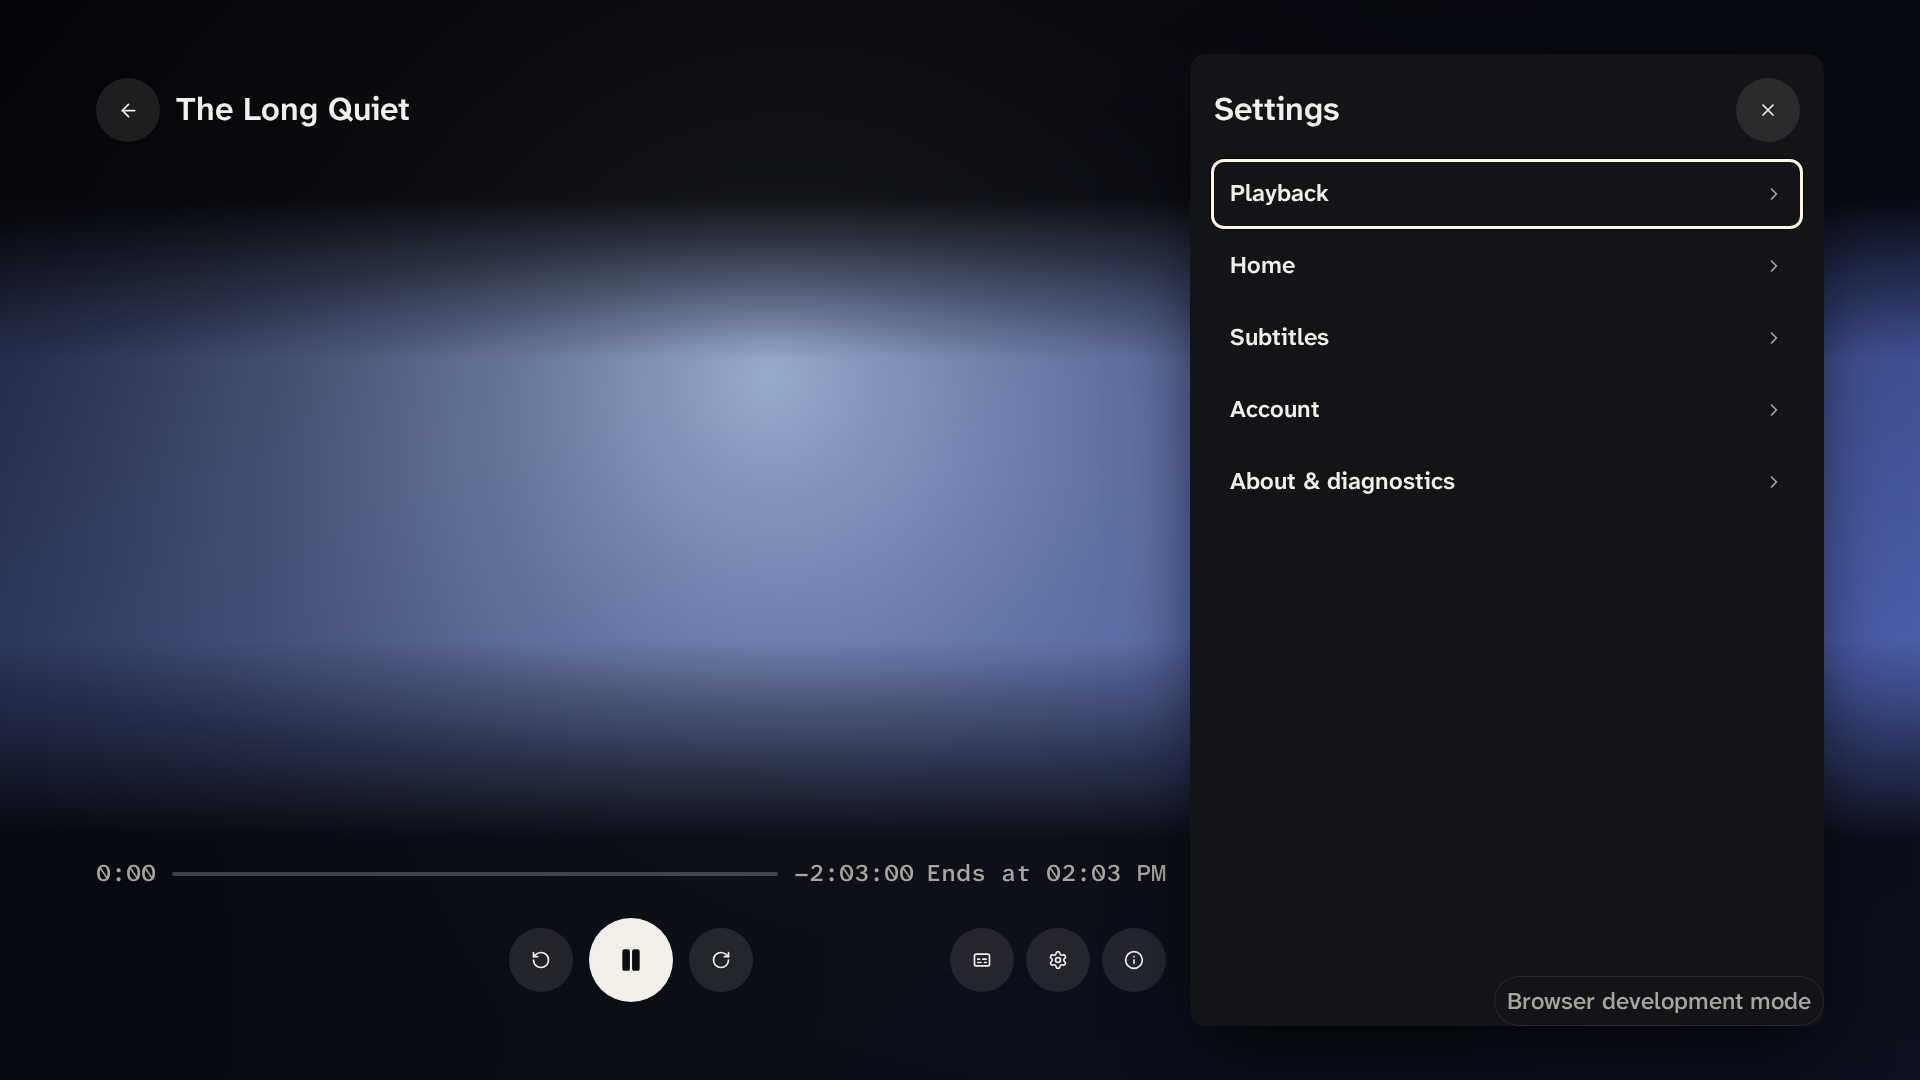 The Long Quiet
Settings
Playback
Home
Subtitles
Account
About & diagnostics
0:00
−2:03:00 Ends at 02:03 PM
Browser development mode